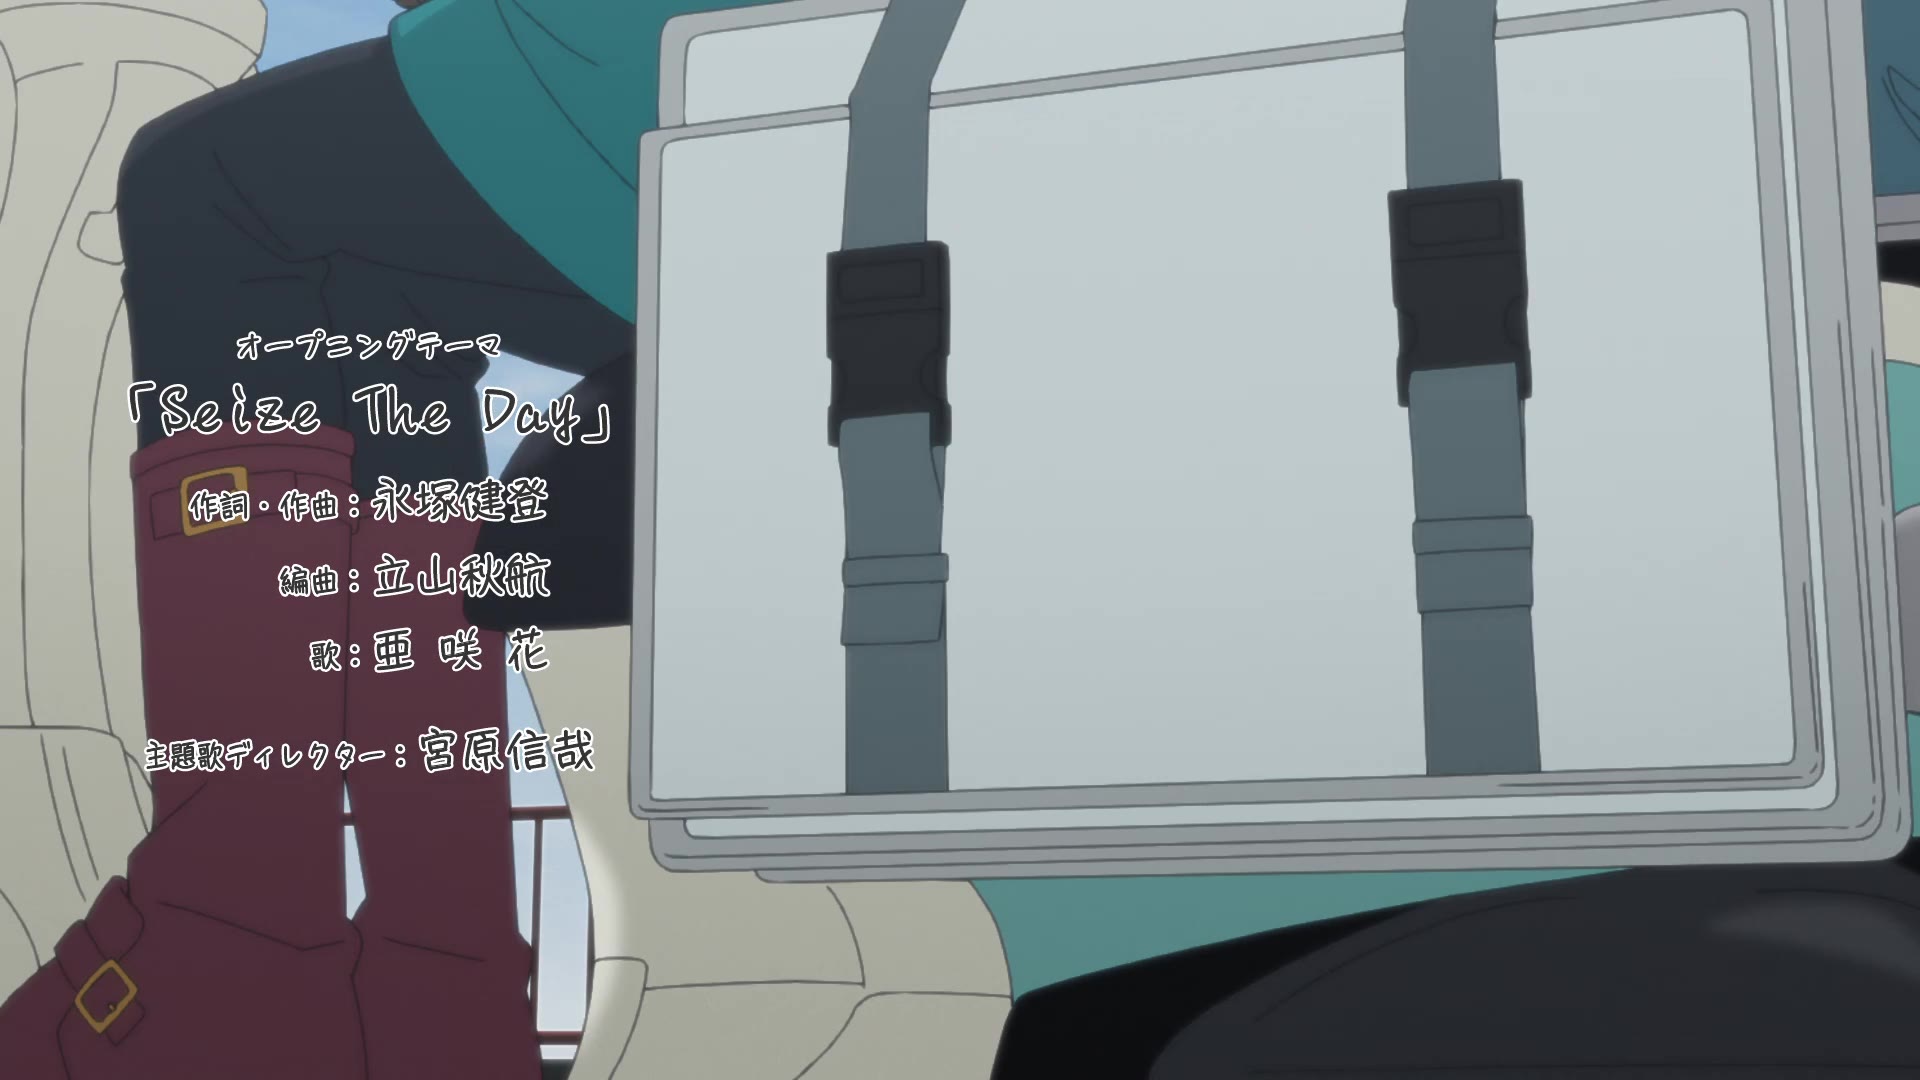 オープニングテーマ
「Seize The Day」
作詞・作曲：永塚健登
編曲：立山秋航
歌：亜咲花
主題歌ディレクター：宮原信哉